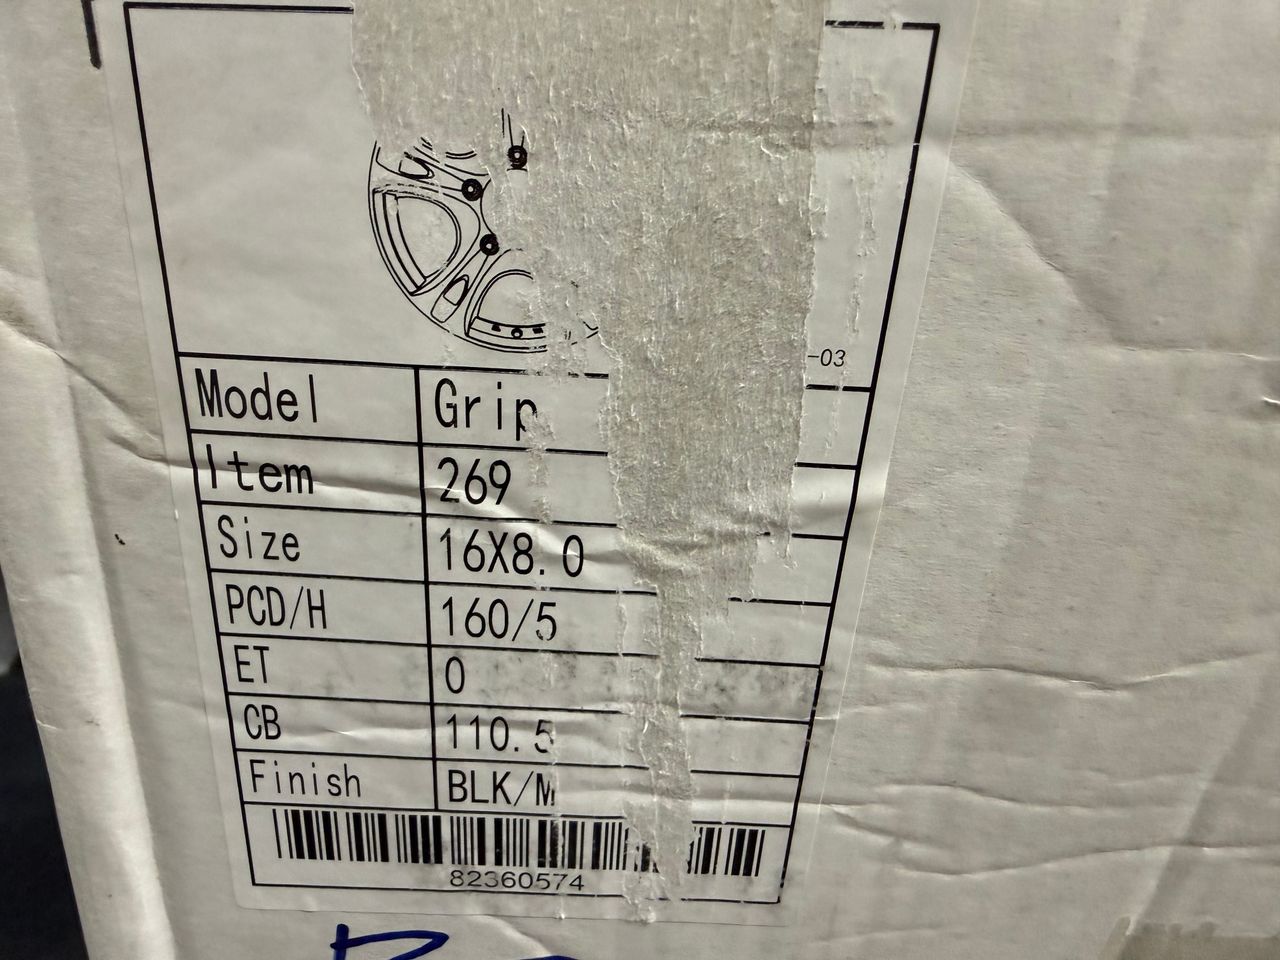 -03
Model Grip
Item 269
Size 16X8.0
PCD/H 160/5
ET 0
CB 110.5
Finish BLK/M
82360574